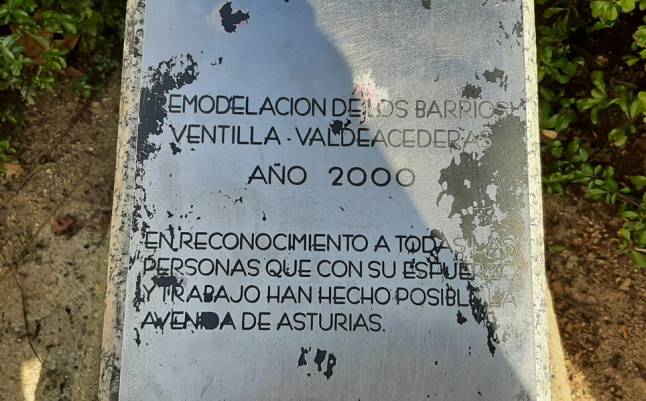 REMODELACION DE LOS BARRIOS
VENTILLA - VALDEACEDERAS
AÑO 2000
EN RECONOCIMIENTO A TODAS LAS
PERSONAS QUE CON SU ESFUERZO
Y TRABAJO HAN HECHO POSIBLE LA
AVENIDA DE ASTURIAS.